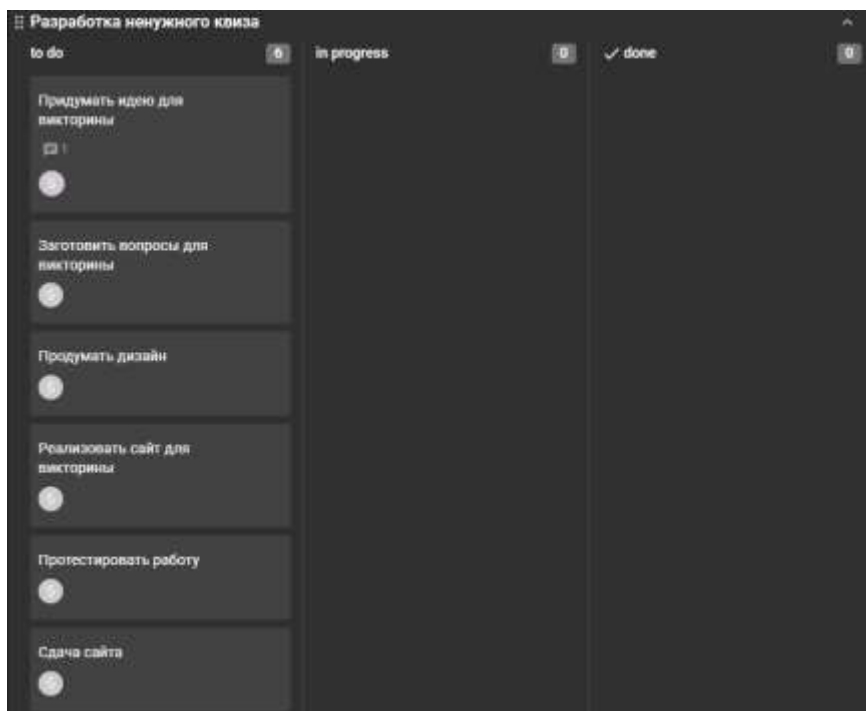 Разработка ненужного квиза
to do
6
in progress
0
done
0
Придумать идею для
викторины
1
Заготовить вопросы для
викторины
Продумать дизайн
Реализовать сайт для
викторины
Протестировать работу
Сдача сайта